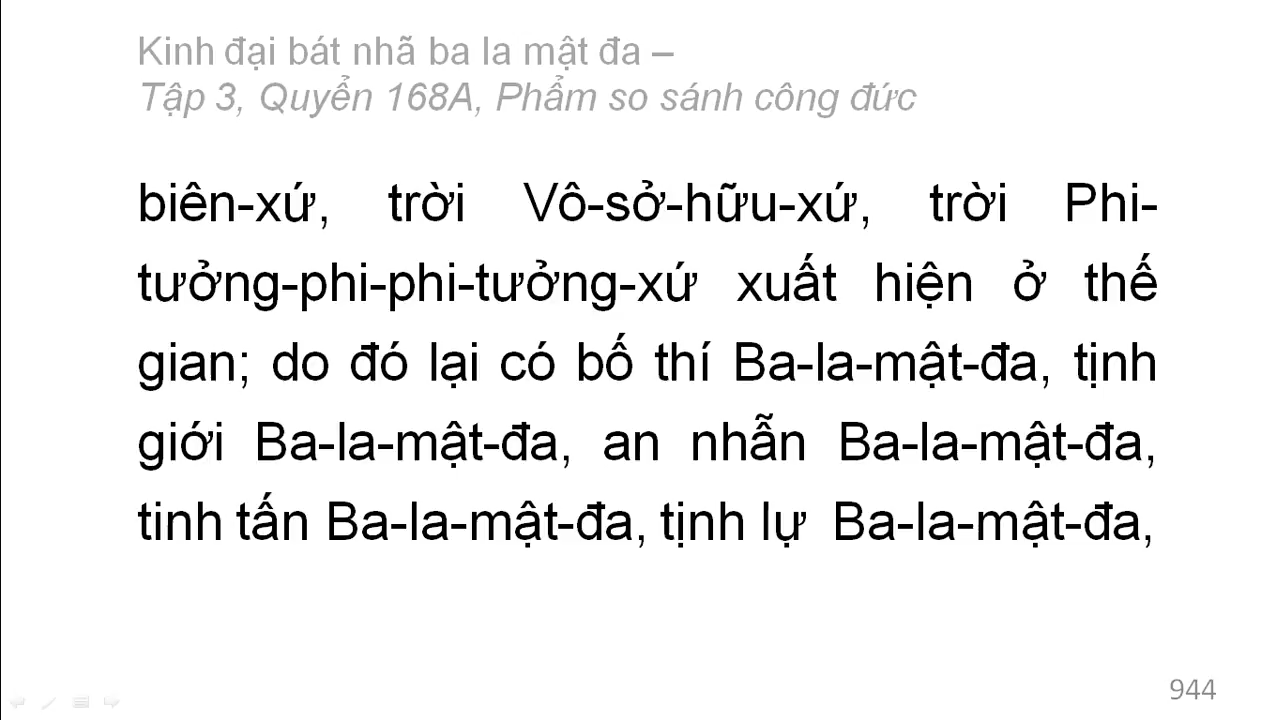 Kinh đại bát nhã ba la mật đa –
Tập 3, Quyển 168A, Phẩm so sánh công đức
biên-xứ, trời Vô-sở-hữu-xứ, trời Phi-
tưởng-phi-phi-tưởng-xứ xuất hiện ở thế
gian; do đó lại có bố thí Ba-la-mật-đa, tịnh
giới Ba-la-mật-đa, an nhẫn Ba-la-mật-đa,
tinh tấn Ba-la-mật-đa, tịnh lự Ba-la-mật-đa,
944